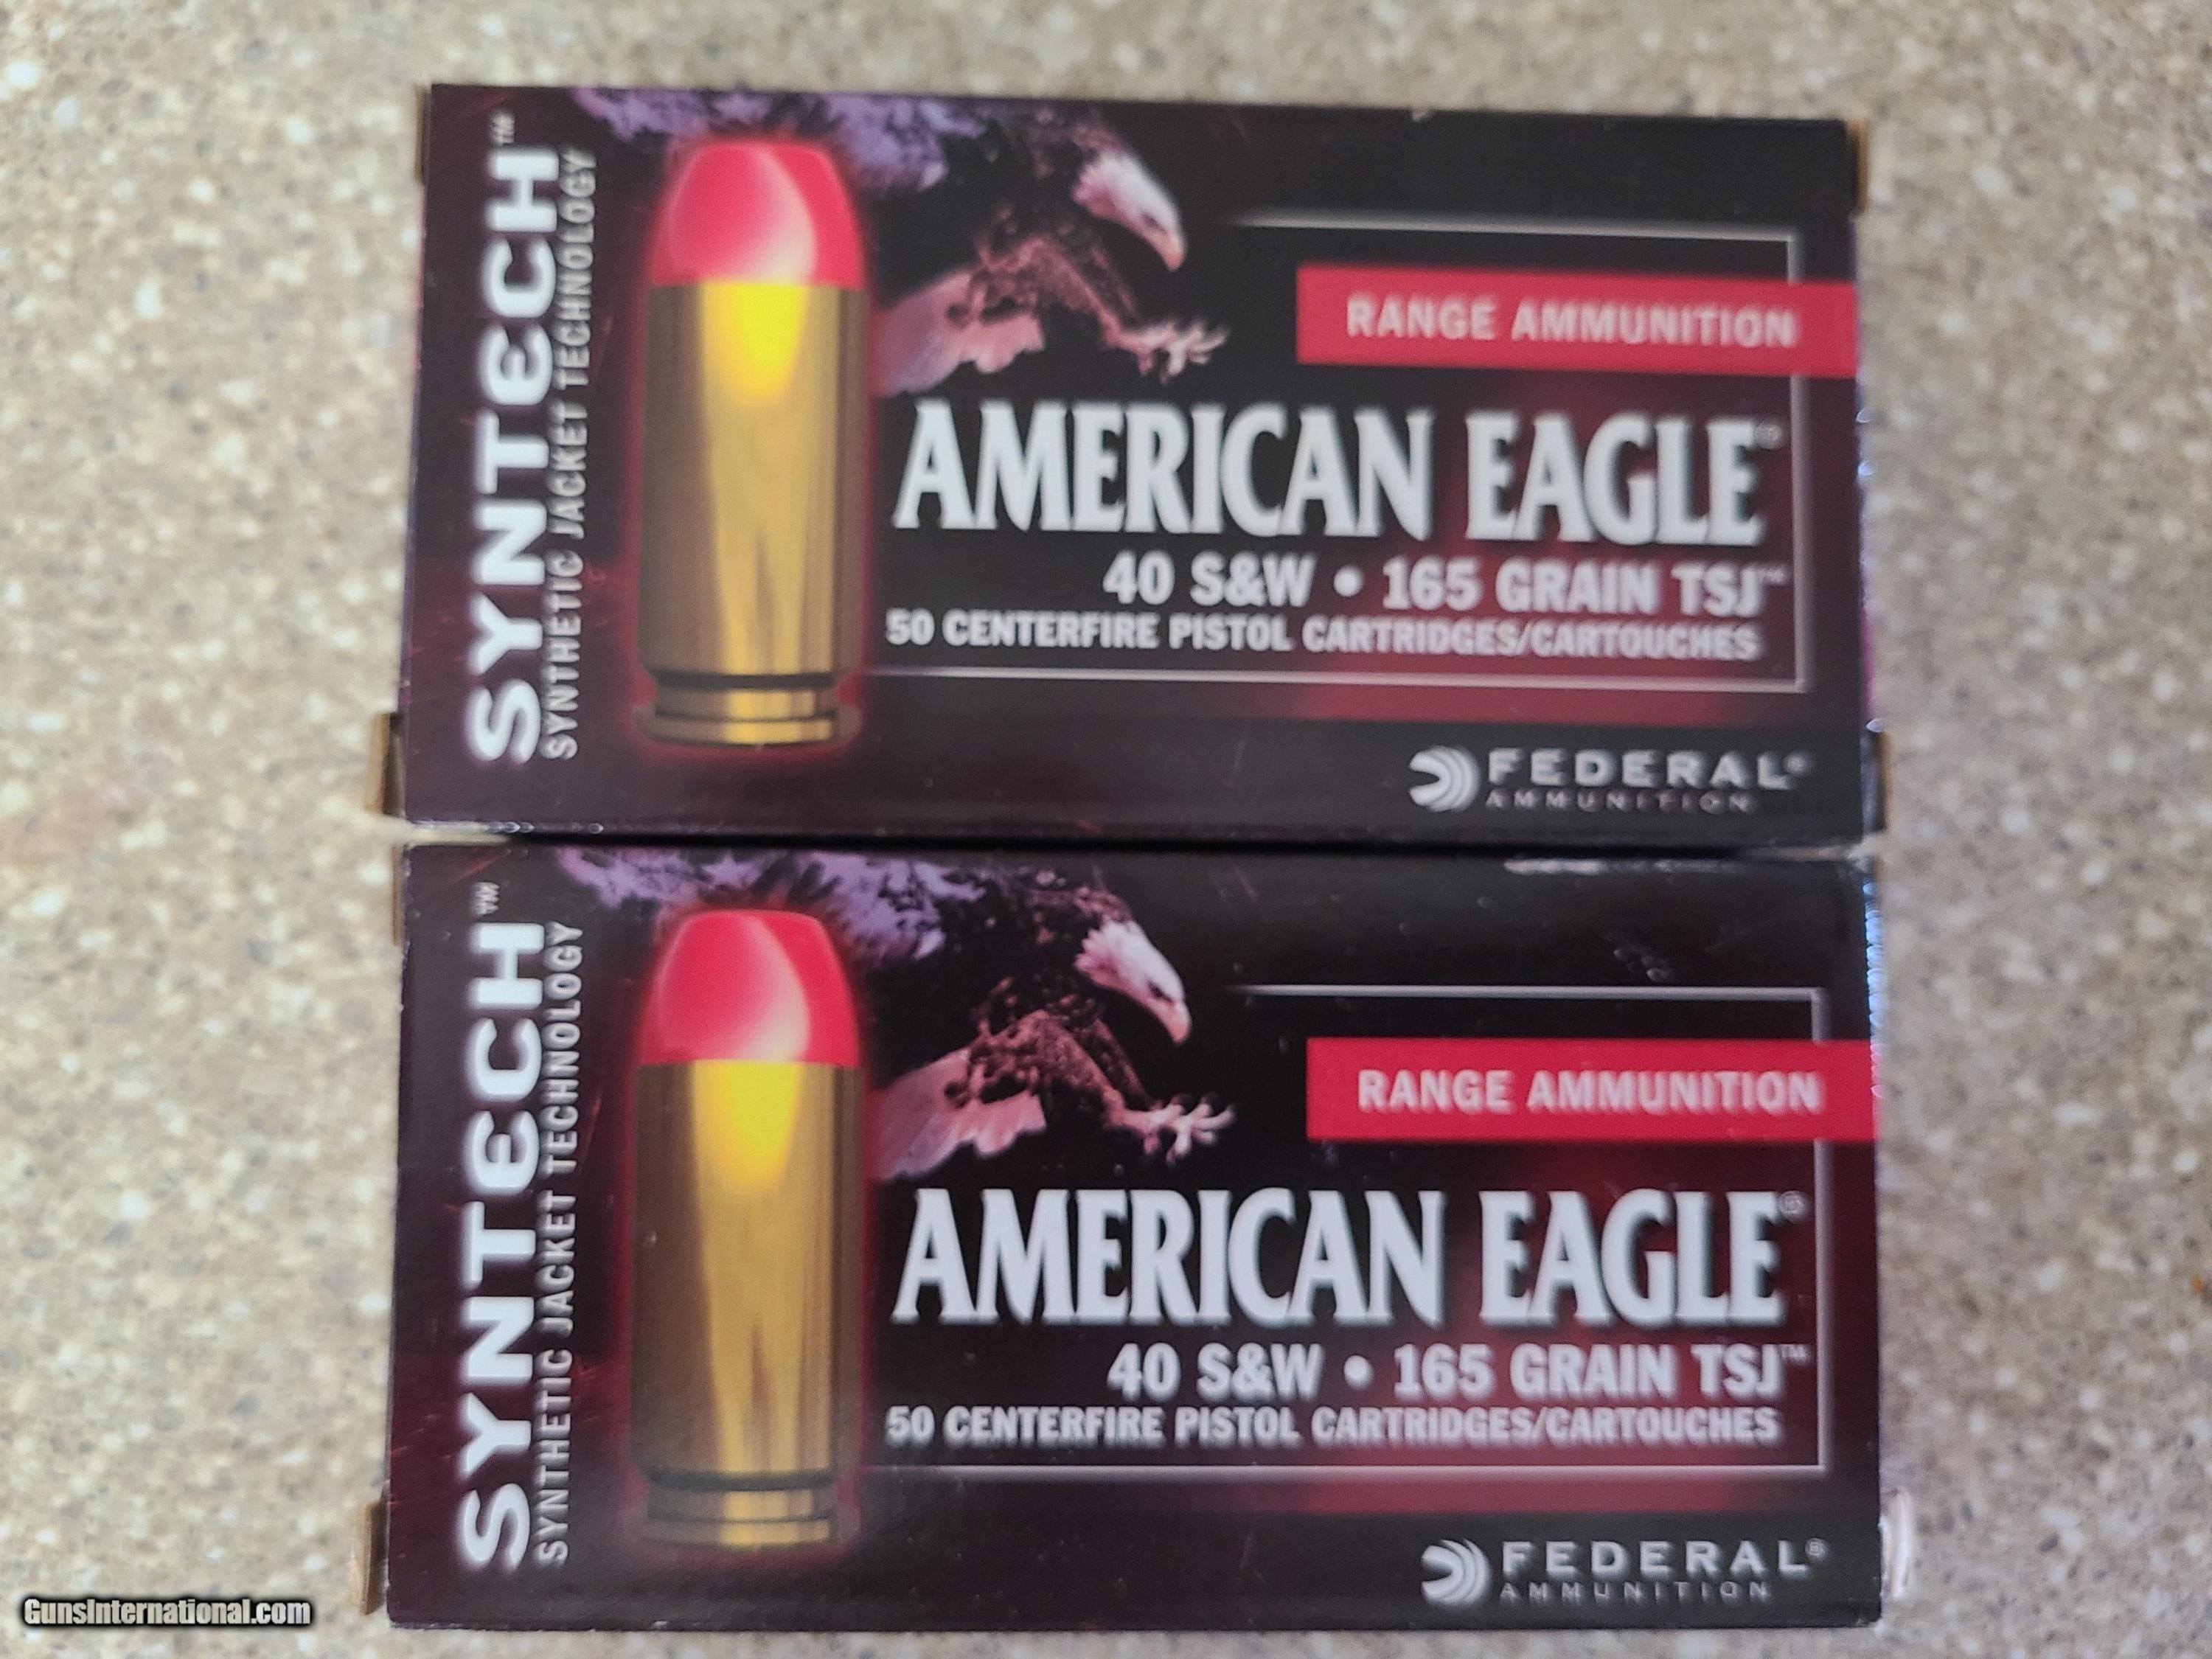 SYNTECH™
SYNTHETIC JACKET TECHNOLOGY
RANGE AMMUNITION
AMERICAN EAGLE®
40 S&W • 165 GRAIN TSJ™
50 CENTERFIRE PISTOL CARTRIDGES/CARTOUCHES
FEDERAL®
AMMUNITION
SYNTECH™
SYNTHETIC JACKET TECHNOLOGY
RANGE AMMUNITION
AMERICAN EAGLE®
40 S&W • 165 GRAIN TSJ™
50 CENTERFIRE PISTOL CARTRIDGES/CARTOUCHES
FEDERAL®
AMMUNITION
GunsInternational.com